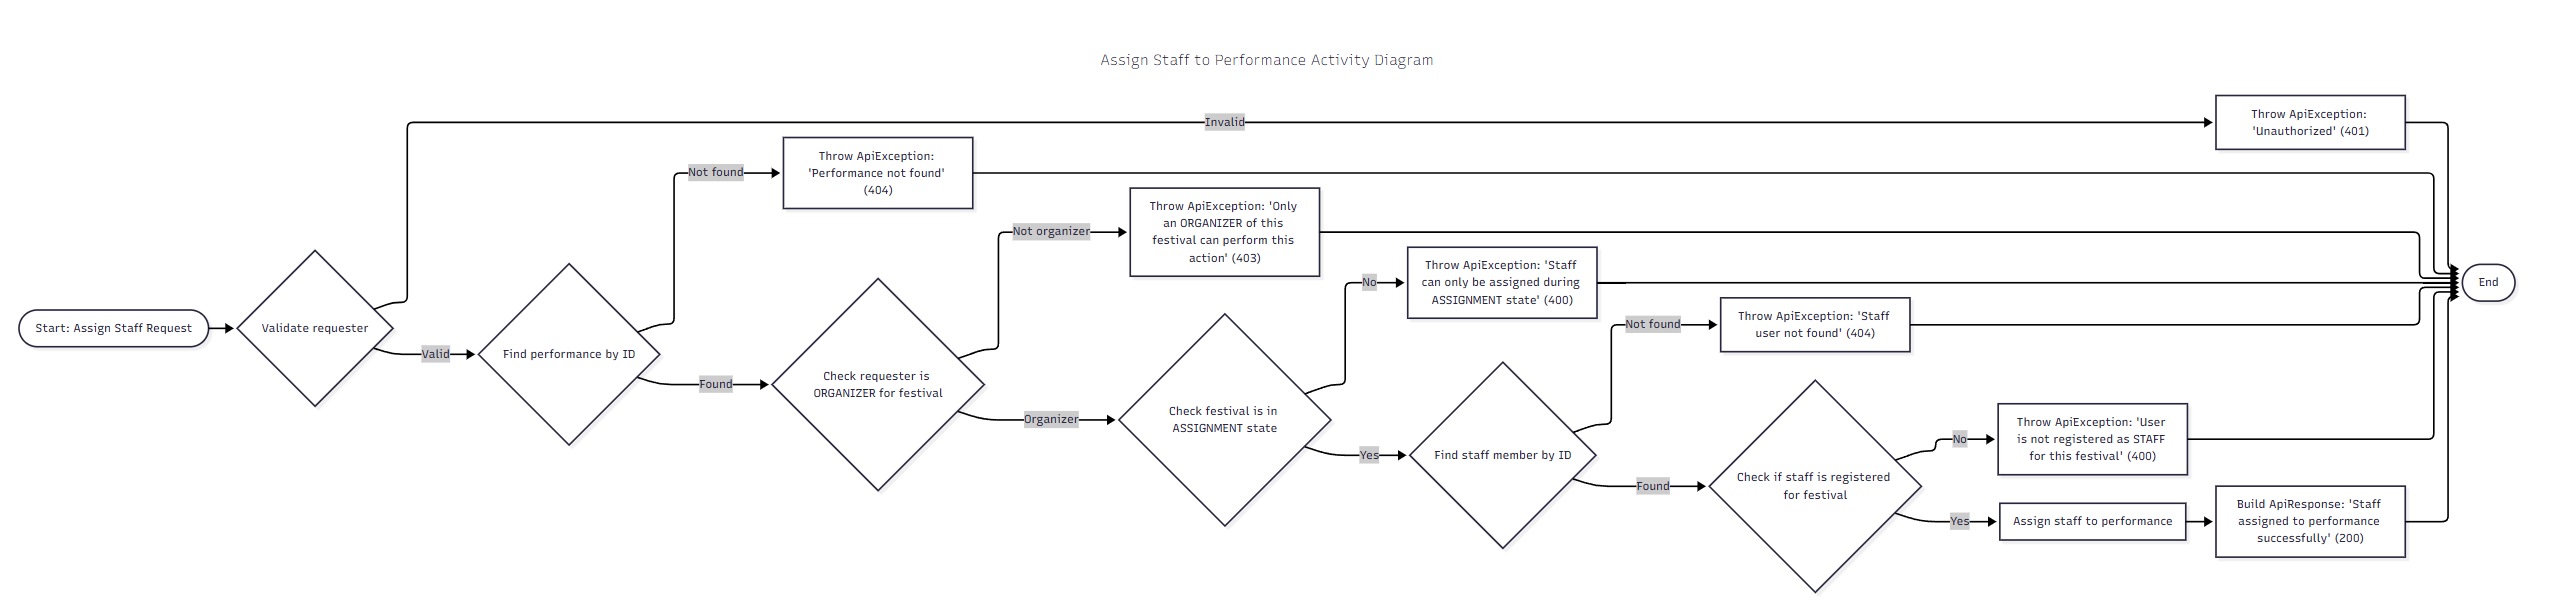 Assign Staff to Performance Activity Diagram
Start: Assign Staff Request
Validate requester
Invalid
Throw ApiException:
'Unauthorized' (401)
Valid
Find performance by ID
Not found
Throw ApiException:
'Performance not found'
(404)
Found
Check requester is
ORGANIZER for festival
Not organizer
Throw ApiException: 'Only
an ORGANIZER of this
festival can perform this
action' (403)
Organizer
Check festival is in
ASSIGNMENT state
No
Throw ApiException: 'Staff
can only be assigned during
ASSIGNMENT state' (400)
Yes
Find staff member by ID
Not found
Throw ApiException: 'Staff
user not found' (404)
Found
Check if staff is registered
for festival
No
Throw ApiException: 'User
is not registered as STAFF
for this festival' (400)
Yes
Assign staff to performance
Build ApiResponse: 'Staff
assigned to performance
successfully' (200)
End